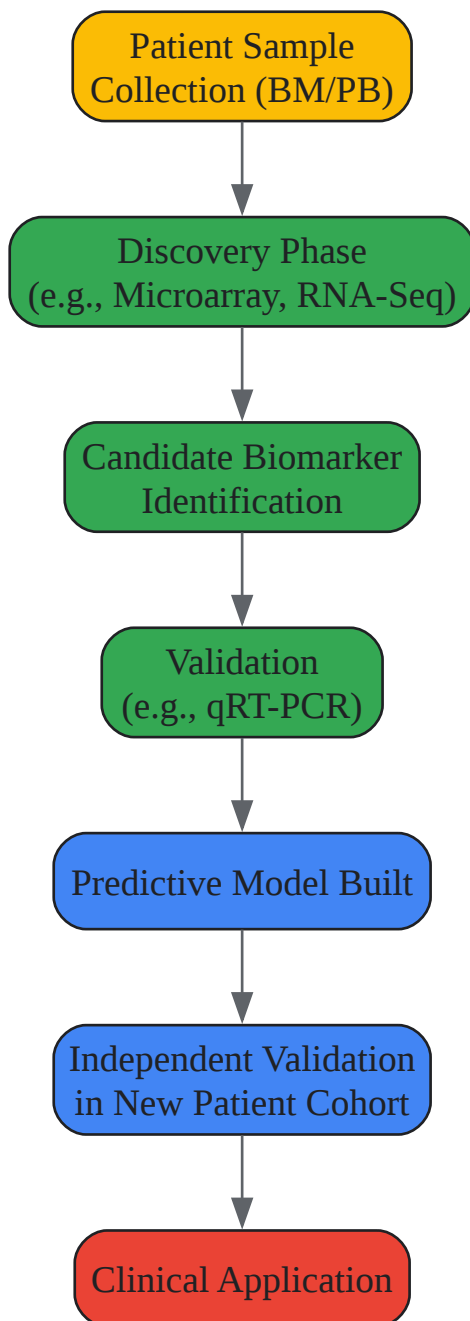 Patient Sample
Collection (BM/PB)
Discovery Phase
(e.g., Microarray, RNA-Seq)
Candidate Biomarker
Identification
Validation
(e.g., qRT-PCR)
Predictive Model Built
Independent Validation
in New Patient Cohort
Clinical Application